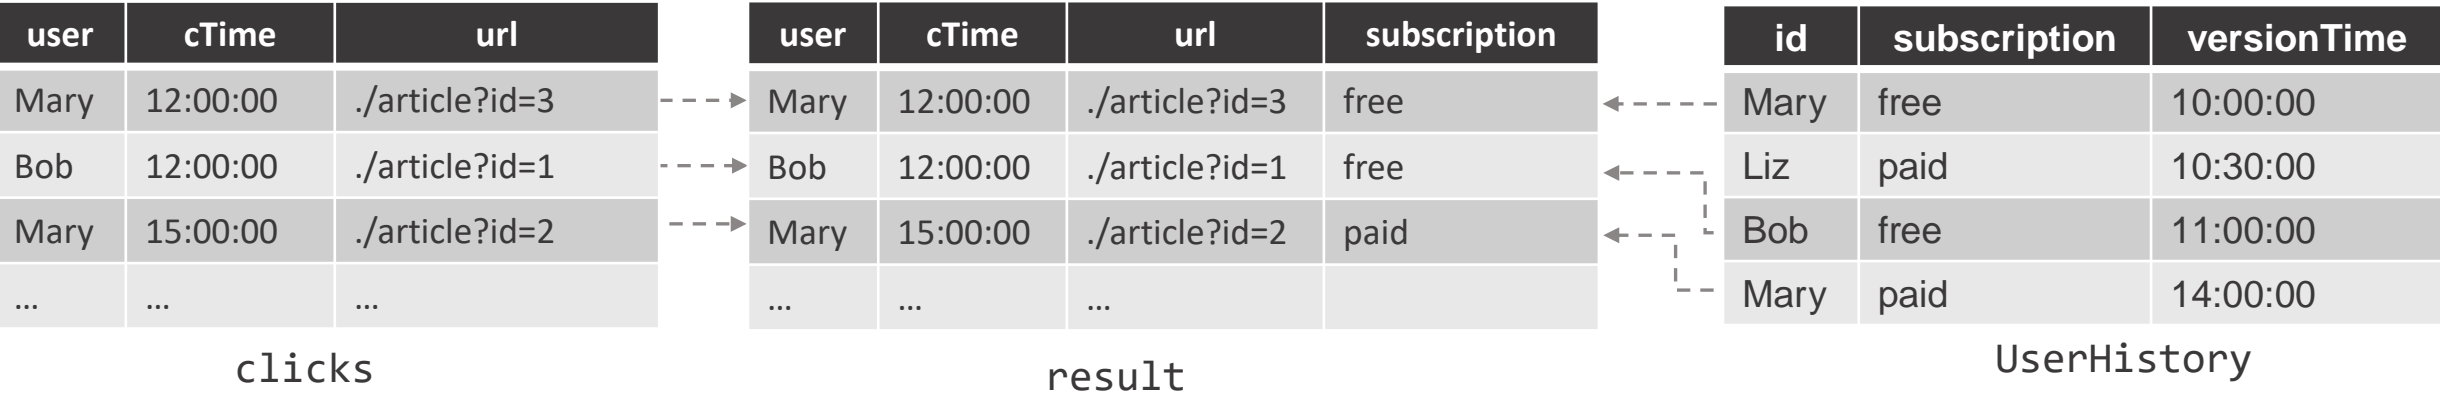 user cTime url
Mary 12:00:00 ./article?id=3
Bob 12:00:00 ./article?id=1
Mary 15:00:00 ./article?id=2
… … …
clicks
user cTime url subscription
Mary 12:00:00 ./article?id=3 free
Bob 12:00:00 ./article?id=1 free
Mary 15:00:00 ./article?id=2 paid
… … …
result
id subscription versionTime
Mary free 10:00:00
Liz paid 10:30:00
Bob free 11:00:00
Mary paid 14:00:00
UserHistory